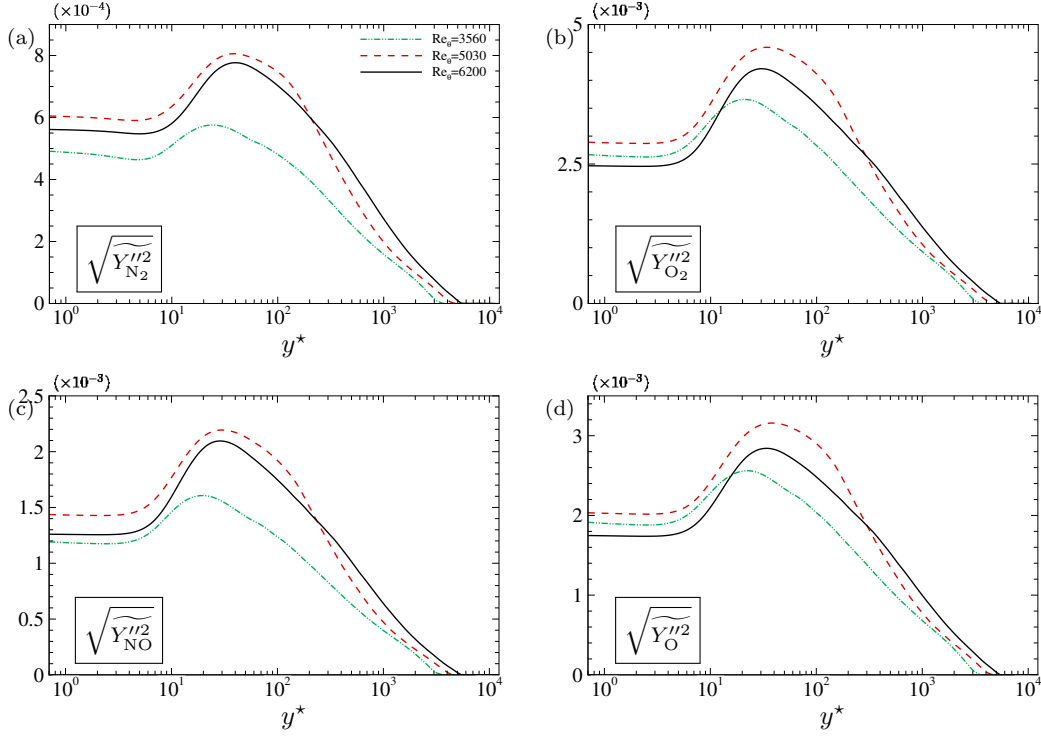 (a)
(×10⁻⁴)
8
6
4
2
0
10⁰ 10¹ 10² 10³ 10⁴
y⋆
Re_θ=3560
Re_θ=5030
Re_θ=6200
√Y″²_N₂
(b)
(×10⁻³)
5
2.5
0
10⁰ 10¹ 10² 10³ 10⁴
y⋆
√Y″²_O₂
(c)
(×10⁻³)
2.5
2
1.5
1
0.5
0
10⁰ 10¹ 10² 10³ 10⁴
y⋆
√Y″²_NO
(d)
(×10⁻³)
3
2
1
0
10⁰ 10¹ 10² 10³ 10⁴
y⋆
√Y″²_O